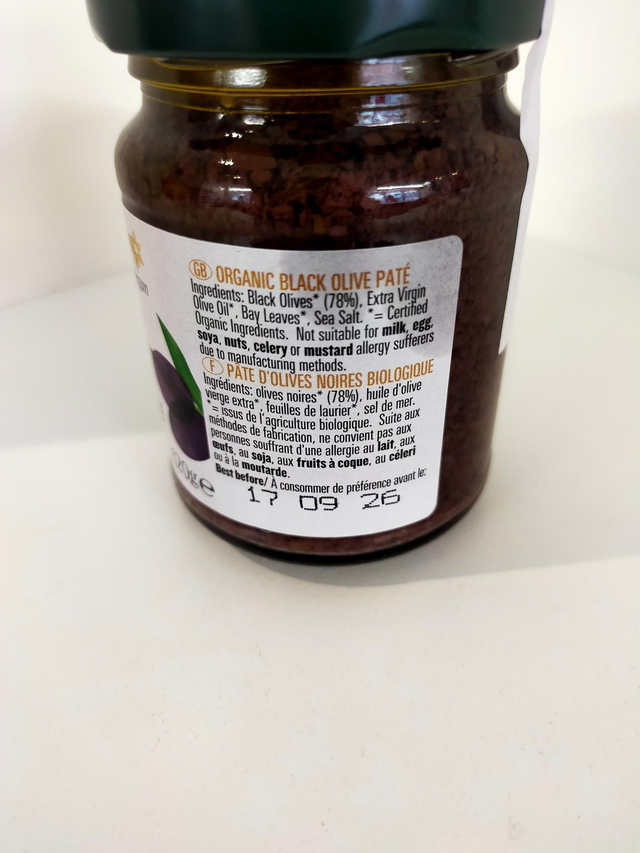 GB ORGANIC BLACK OLIVE PATÉ
Ingredients: Black Olives* (78%), Extra Virgin
Olive Oil*, Bay Leaves*, Sea Salt. *= Certified
Organic Ingredients. Not suitable for milk, egg,
soya, nuts, celery or mustard allergy sufferers
due to manufacturing methods.
F PÂTE D'OLIVES NOIRES BIOLOGIQUE
Ingrédients: olives noires* (78%), huile d'olive
vierge extra*, feuilles de laurier*, sel de mer.
*= issus de l'agriculture biologique. Suite aux
méthodes de fabrication, ne convient pas aux
personnes souffrant d'une allergie au lait, aux
œufs, au soja, aux fruits à coque, au céleri
ou à la moutarde.
Best before/ À consommer de préférence avant le:
17 09 26